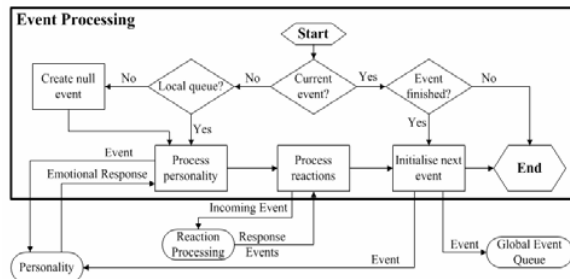 Event Processing
Start
Create null
event
No
Local queue?
No
Current
event?
Yes
Event
finished?
No
Yes
Yes
Event
Emotional Response
Process
personality
Process
reactions
Initialise next
event
End
Incoming Event
Reaction
Processing
Response
Events
Event
Event
Personality
Global Event
Queue